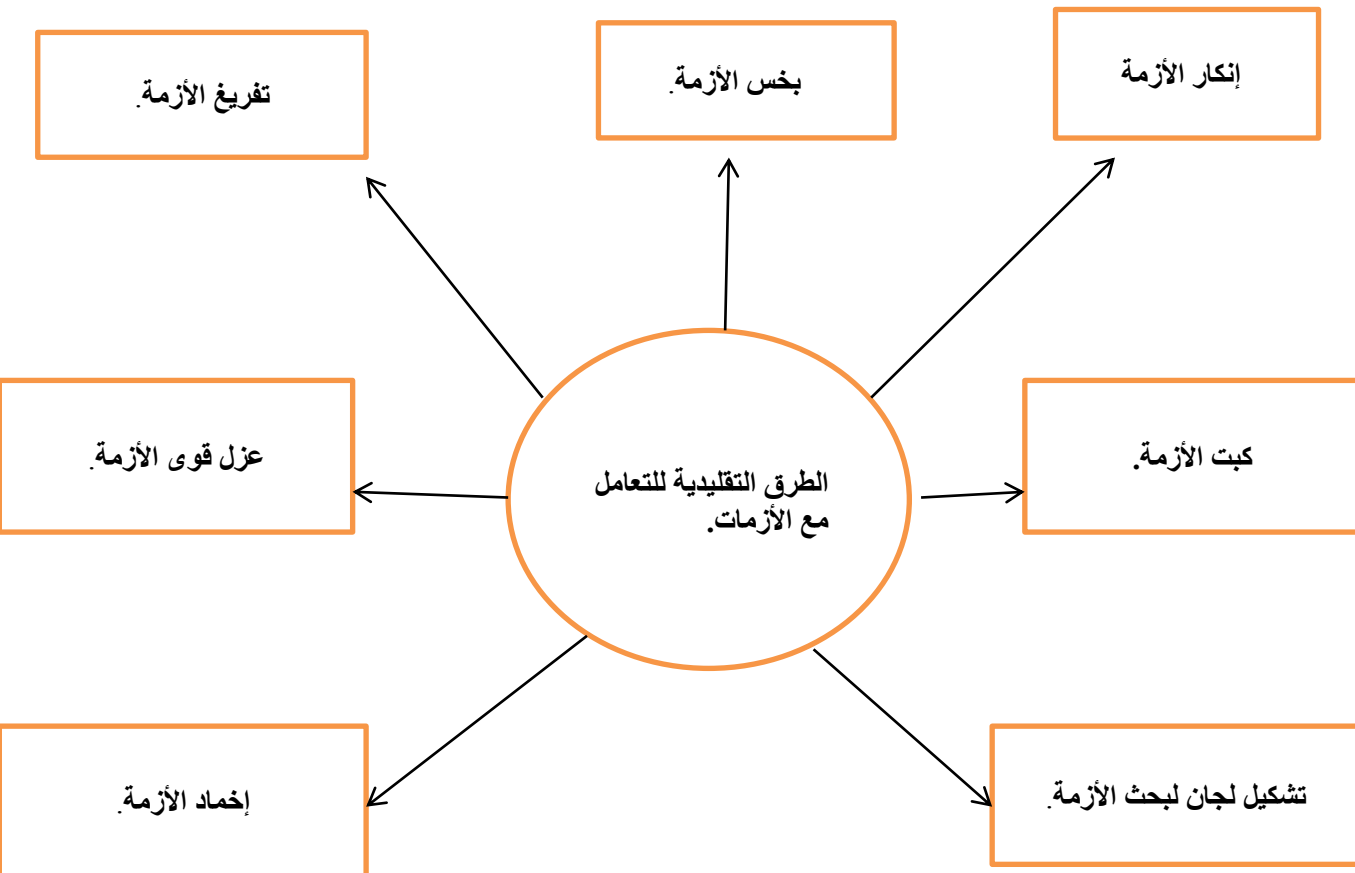 إنكار الأزمة
بخس الأزمة.
تفريغ الأزمة.
كبت الأزمة.
الطرق التقليدية للتعامل
مع الأزمات.
عزل قوى الأزمة.
تشكيل لجان لبحث الأزمة.
إخماد الأزمة.